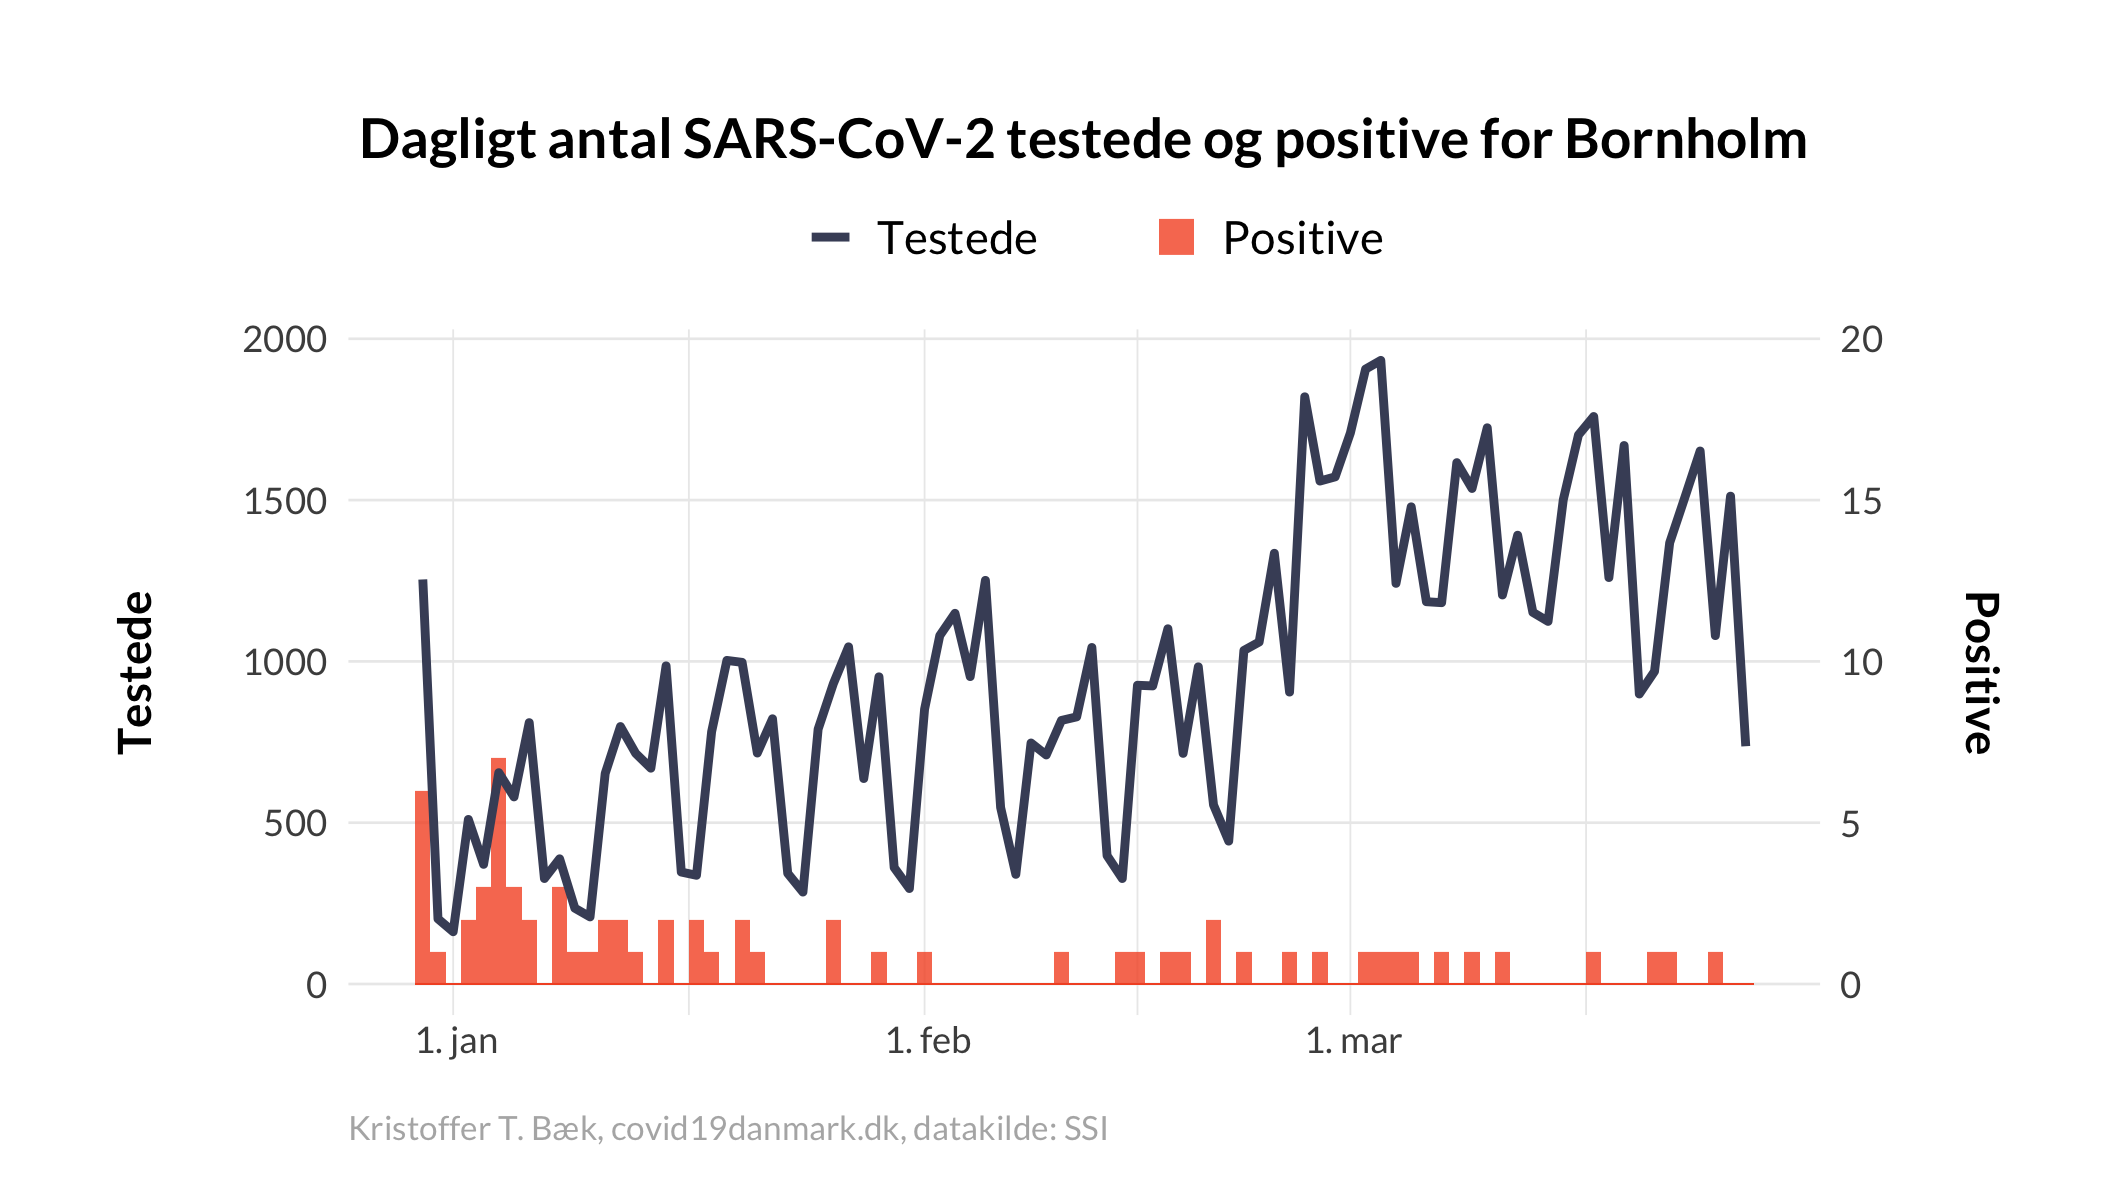 Dagligt antal SARS-CoV-2 testede og positive for Bornholm
Testede Positive
2000 20
1500 15
1000 10
500 5
0 0
Testede
Positive
1. jan 1. feb 1. mar
Kristoffer T. Bæk, covid19danmark.dk, datakilde: SSI